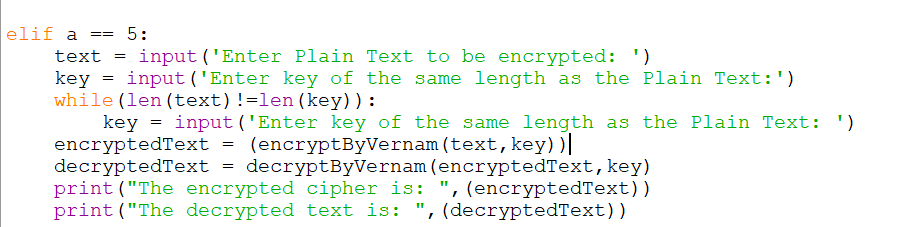 elif a == 5:
    text = input('Enter Plain Text to be encrypted: ')
    key = input('Enter key of the same length as the Plain Text:')
    while(len(text)!=len(key)):
        key = input('Enter key of the same length as the Plain Text: ')
    encryptedText = (encryptByVernam(text,key))
    decryptedText = decryptByVernam(encryptedText,key)
    print("The encrypted cipher is: ",(encryptedText))
    print("The decrypted text is: ",(decryptedText))